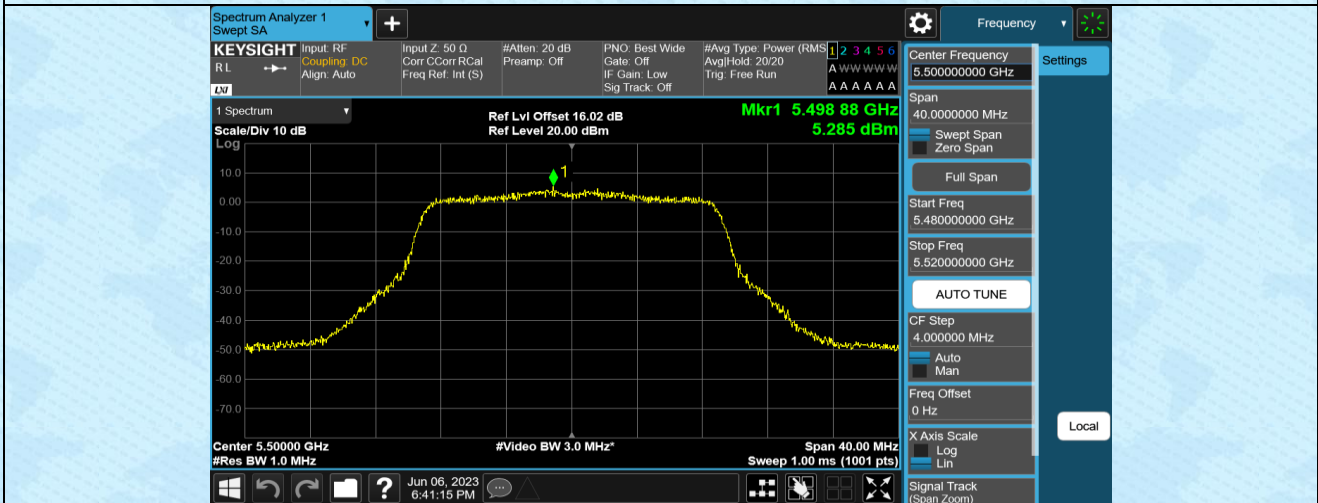 Spectrum Analyzer 1
Swept SA
Frequency
KEYSIGHT
RL
LXI
Input: RF
Coupling: DC
Align: Auto
Input Z: 50 Ω
Corr CCorr RCal
Freq Ref: Int (S)
#Atten: 20 dB
Preamp: Off
PNO: Best Wide
Gate: Off
IF Gain: Low
Sig Track: Off
#Avg Type: Power (RMS
Avg|Hold: 20/20
Trig: Free Run
1 2 3 4 5 6
A W W W W W
A A A A A A
Center Frequency
5.500000000 GHz
Settings
Span
40.0000000 MHz
Swept Span
Zero Span
Full Span
Start Freq
5.480000000 GHz
Stop Freq
5.520000000 GHz
AUTO TUNE
CF Step
4.000000 MHz
Auto
Man
Freq Offset
0 Hz
X Axis Scale
Log
Lin
Signal Track
(Span Zoom)
Local
1 Spectrum
Scale/Div 10 dB
Log
Ref Lvl Offset 16.02 dB
Ref Level 20.00 dBm
Mkr1 5.498 88 GHz
5.285 dBm
1
10.0
0.00
-10.0
-20.0
-30.0
-40.0
-50.0
-60.0
-70.0
Center 5.50000 GHz
#Res BW 1.0 MHz
#Video BW 3.0 MHz*
Span 40.00 MHz
Sweep 1.00 ms (1001 pts)
Jun 06, 2023
6:41:15 PM